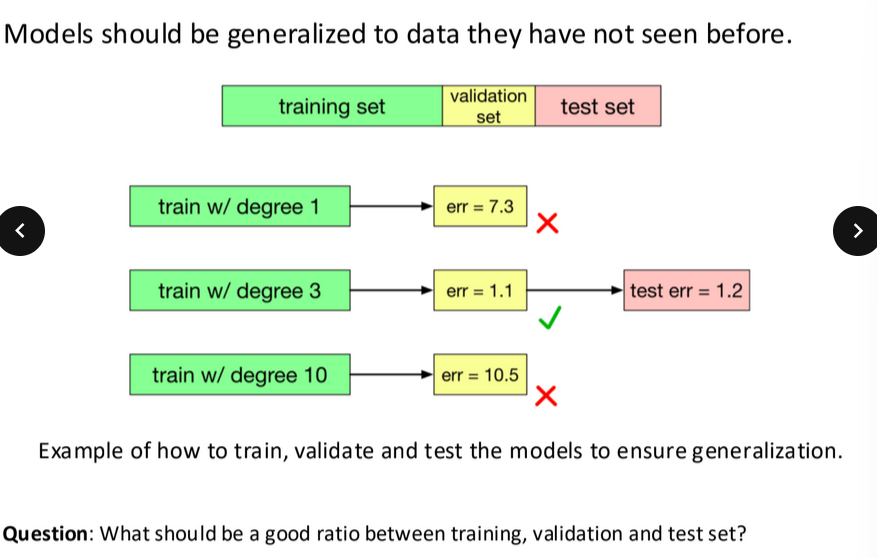 Models should be generalized to data they have not seen before.
training set
validation
set
test set
train w/ degree 1
err = 7.3
train w/ degree 3
err = 1.1
test err = 1.2
train w/ degree 10
err = 10.5
Example of how to train, validate and test the models to ensure generalization.
Question: What should be a good ratio between training, validation and test set?